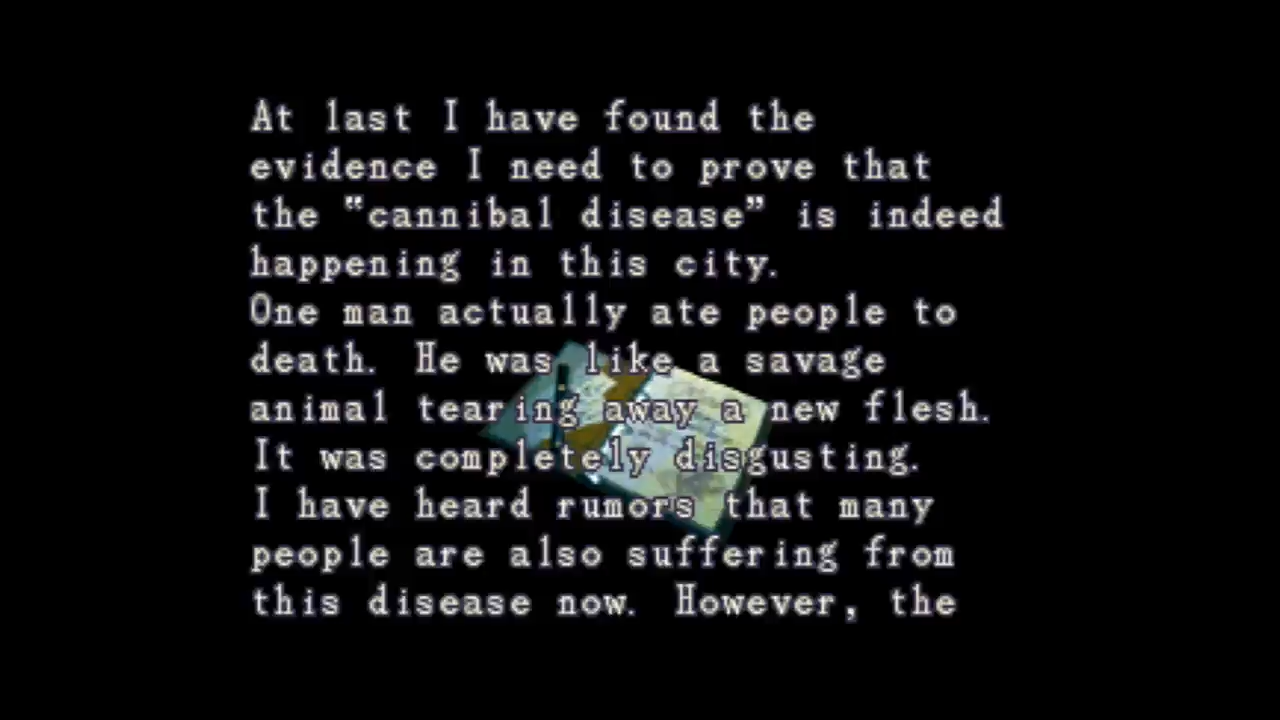 At last I have found the
evidence I need to prove that
the "cannibal disease" is indeed
happening in this city.
One man actually ate people to
death. He was like a savage
animal tearing away a new flesh.
It was completely disgusting.
I have heard rumors that many
people are also suffering from
this disease now. However, the